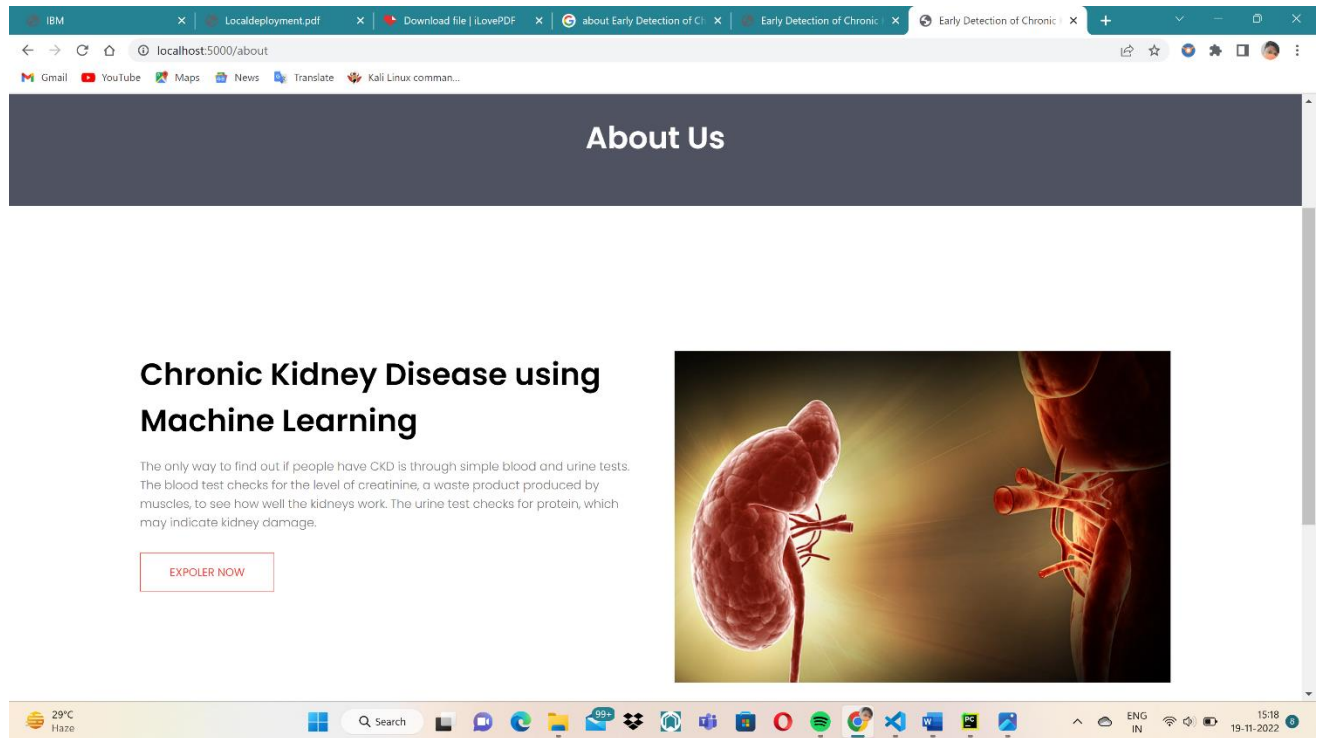 IBM
Localdeployment.pdf
Download file | iLovePDF
about Early Detection of Ch
Early Detection of Chronic
Early Detection of Chronic
localhost:5000/about
Gmail
YouTube
Maps
News
Translate
Kali Linux comman...
About Us
Chronic Kidney Disease using
Machine Learning
The only way to find out if people have CKD is through simple blood and urine tests.
The blood test checks for the level of creatinine, a waste product produced by
muscles, to see how well the kidneys work. The urine test checks for protein, which
may indicate kidney damage.
EXPOLER NOW
29°C
Haze
Search
99+
ENG
IN
15:18
19-11-2022
8